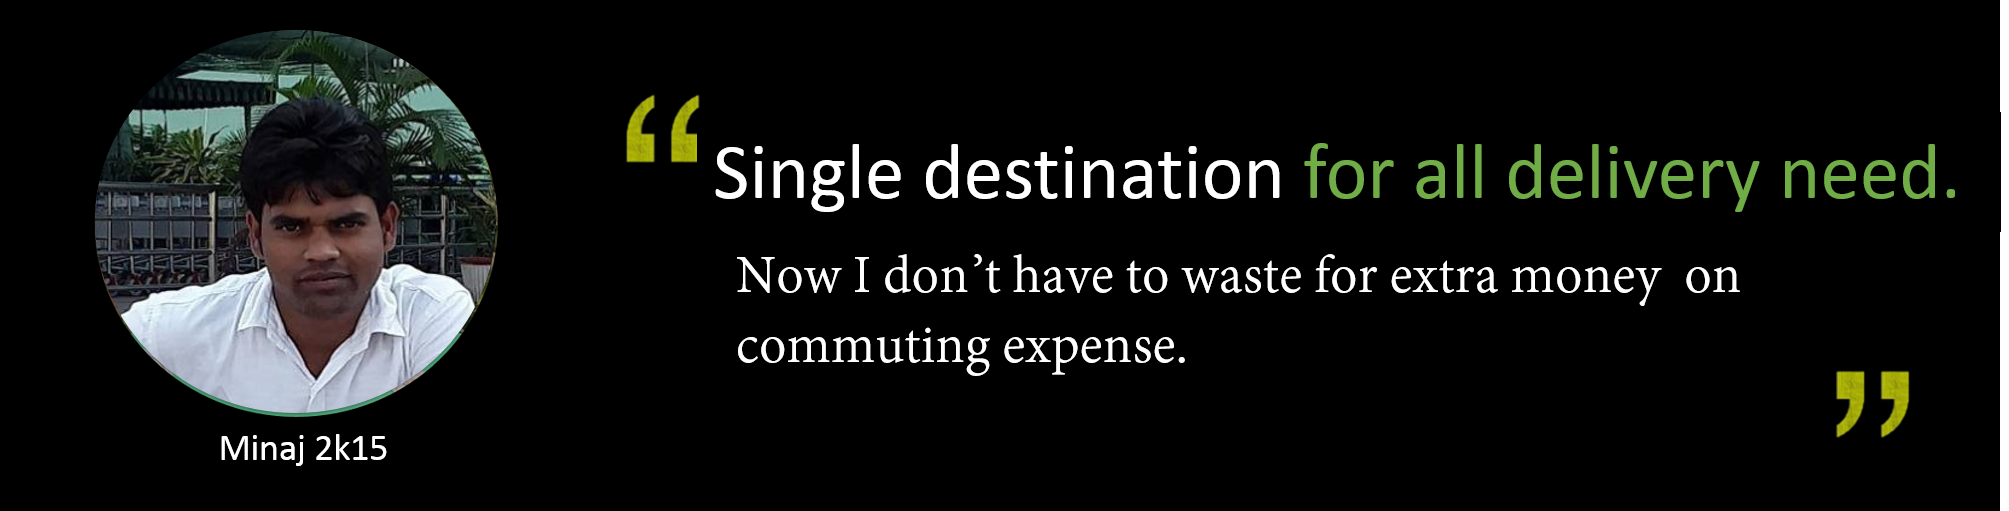 “Single destination for all delivery need.
Now I don’t have to waste for extra money  on
commuting expense.
”
Minaj 2k15